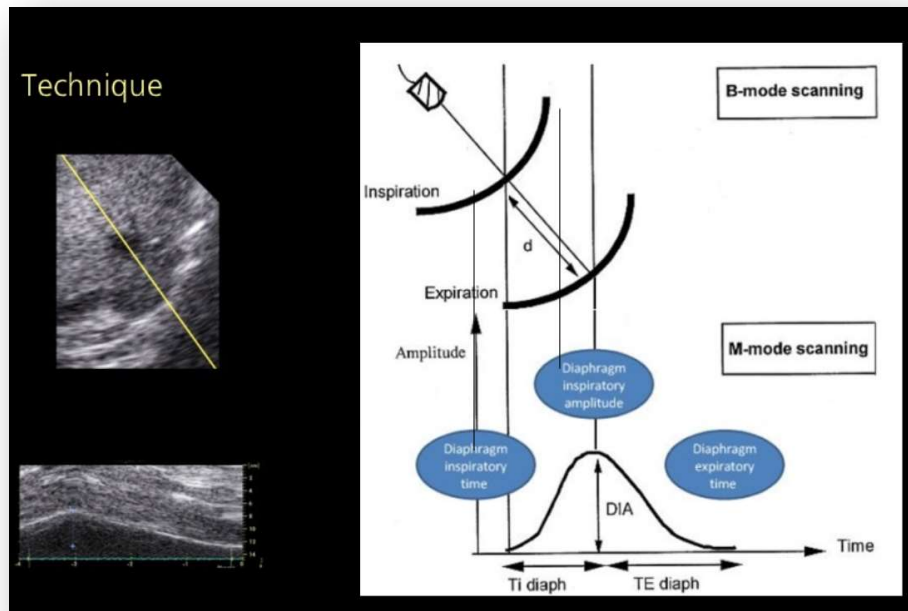 Technique
B-mode scanning
Inspiration
d
Expiration
Amplitude
M-mode scanning
Diaphragm
inspiratory
amplitude
Diaphragm
inspiratory
time
Diaphragm
expiratory
time
DIA
Time
Ti diaph
TE diaph